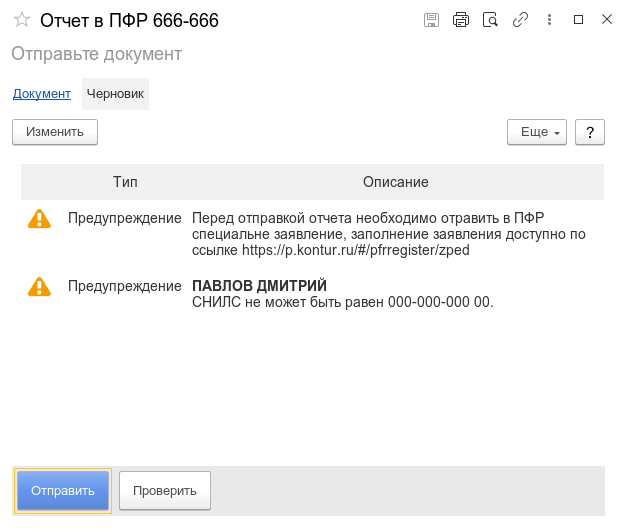 Отчет в ПФР 666-666
Отправьте документ
Документ Черновик
Изменить Еще ?
Тип Описание
Предупреждение Перед отправкой отчета необходимо отравить в ПФР
специальне заявление, заполнение заявления доступно по
ссылке https://p.kontur.ru/#/pfrregister/zped
Предупреждение ПАВЛОВ ДМИТРИЙ
СНИЛС не может быть равен 000-000-000 00.
Отправить Проверить